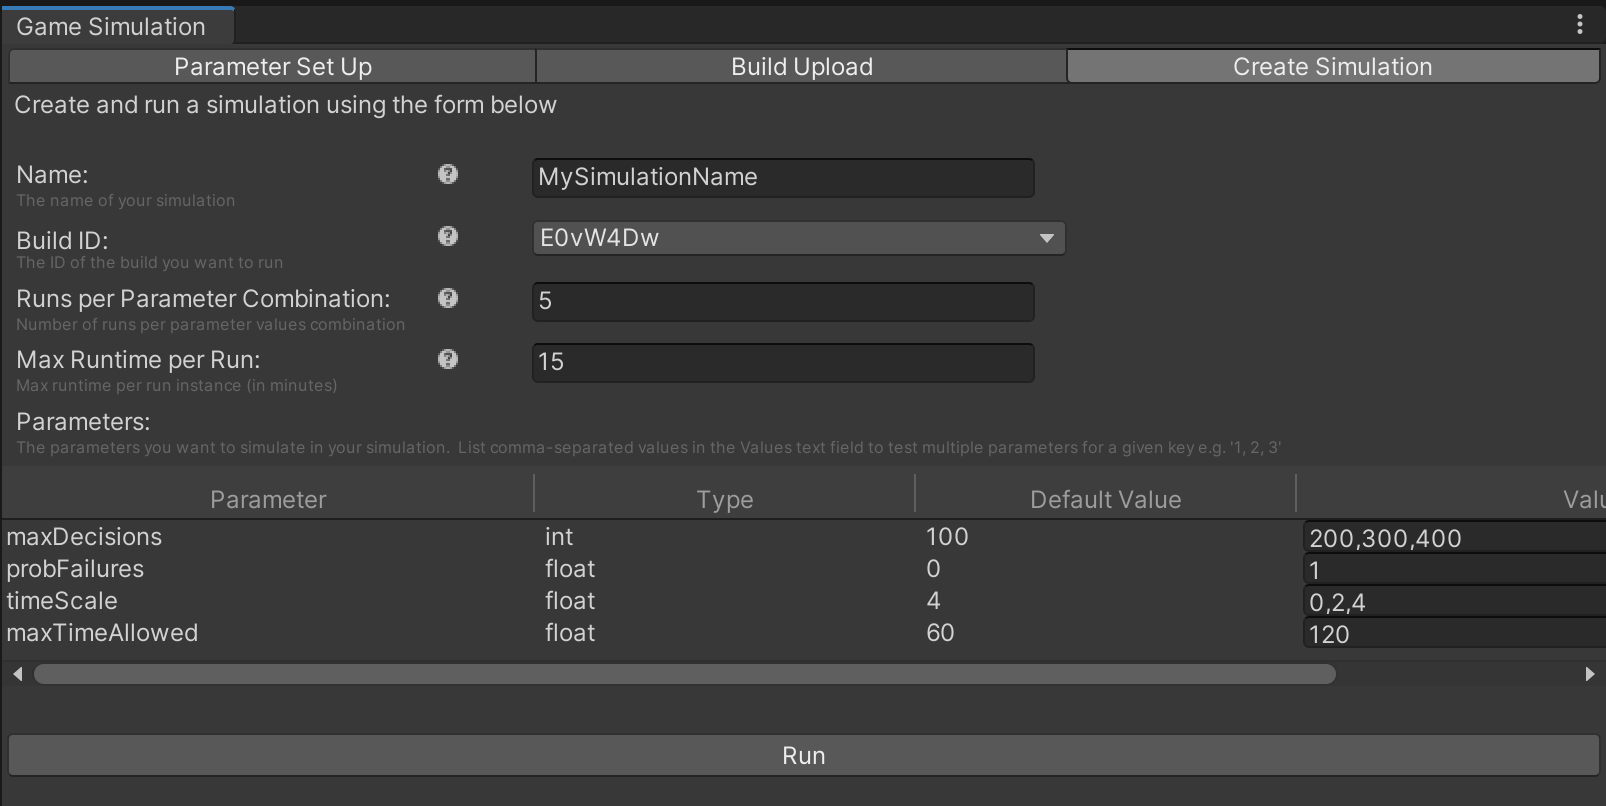 Game Simulation
Parameter Set Up Build Upload Create Simulation
Create and run a simulation using the form below
Name: MySimulationName
The name of your simulation
Build ID: E0vW4Dw
The ID of the build you want to run
Runs per Parameter Combination: 5
Number of runs per parameter values combination
Max Runtime per Run: 15
Max runtime per run instance (in minutes)
Parameters:
The parameters you want to simulate in your simulation. List comma-separated values in the Values text field to test multiple parameters for a given key e.g. '1, 2, 3'
Parameter Type Default Value
maxDecisions int 100 200,300,400
probFailures float 0 1
timeScale float 4 0,2,4
maxTimeAllowed float 60 120
Run